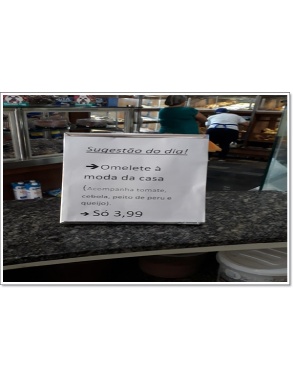 Sugestão do dia!
➔Omelete à
moda da casa
(Acompanha tomate,
cebola, peito de peru e
queijo).
➔ Só 3,99